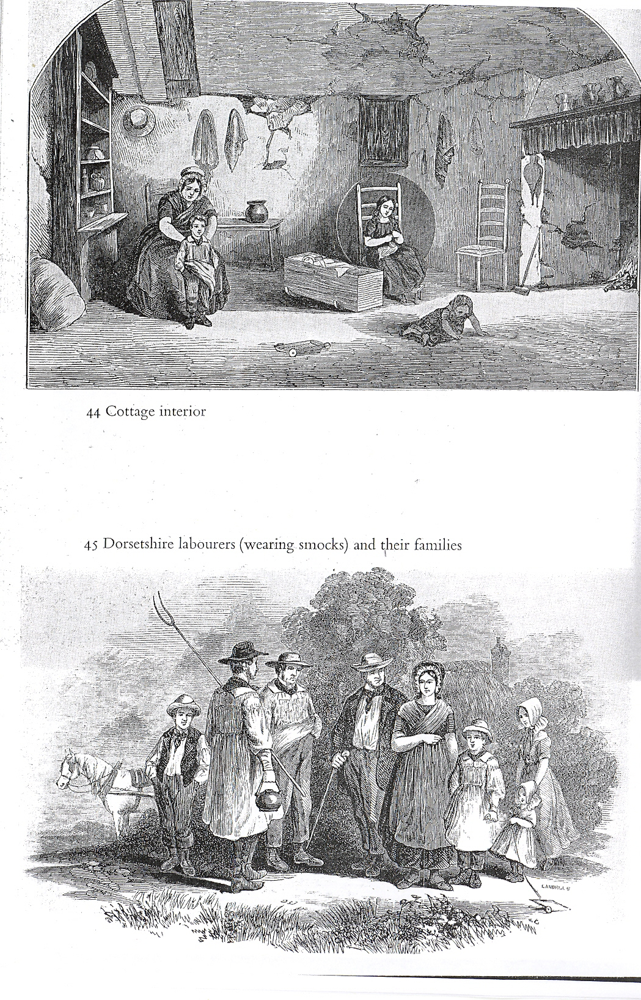 44 Cottage interior
45 Dorsetshire labourers (wearing smocks) and their families
LANDELLS